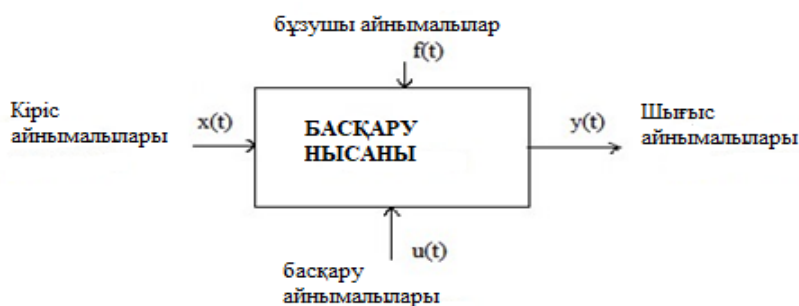 бұзушы айнымалылар
f(t)
Кіріс
айнымалылары
x(t)
БАСҚАРУ
НЫСАНЫ
y(t)
Шығыс
айнымалылары
u(t)
басқару
айнымалылары